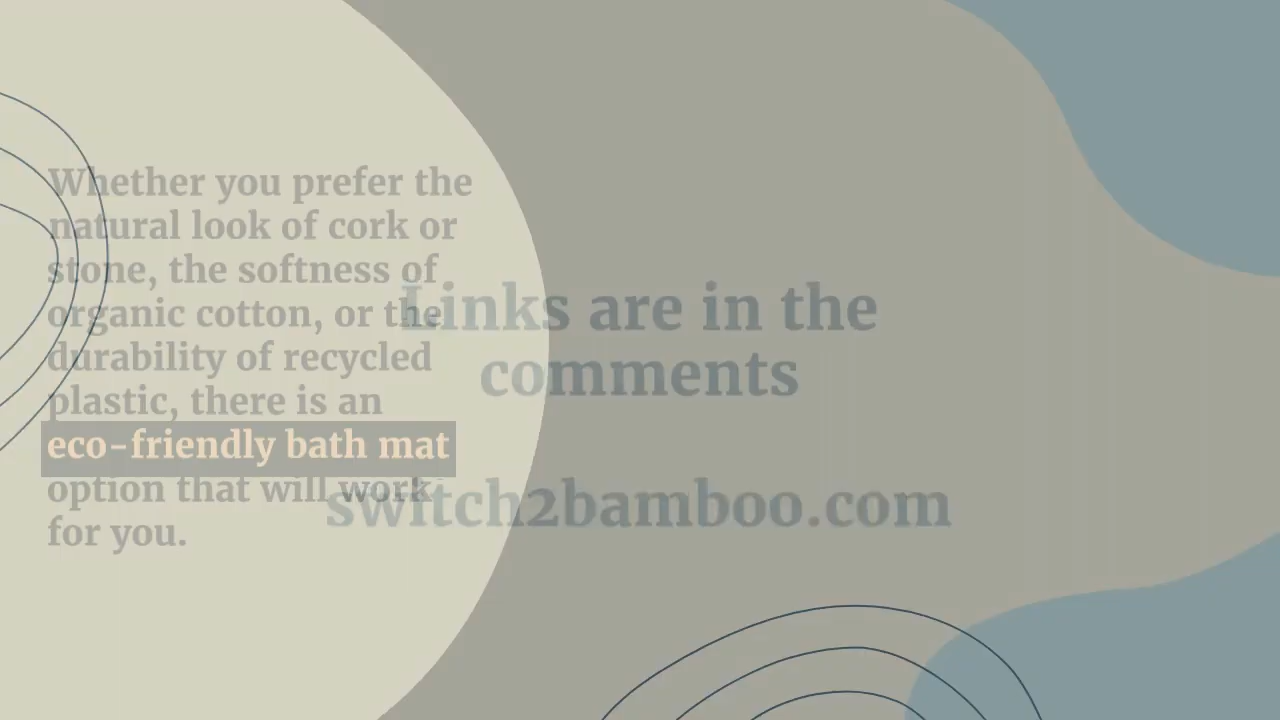 Whether you prefer the
natural look of cork or
stone, the softness of
organic cotton, or the
durability of recycled
plastic, there is an
eco-friendly bath mat
option that will work
for you.
Links are in the
comments
switch2bamboo.com